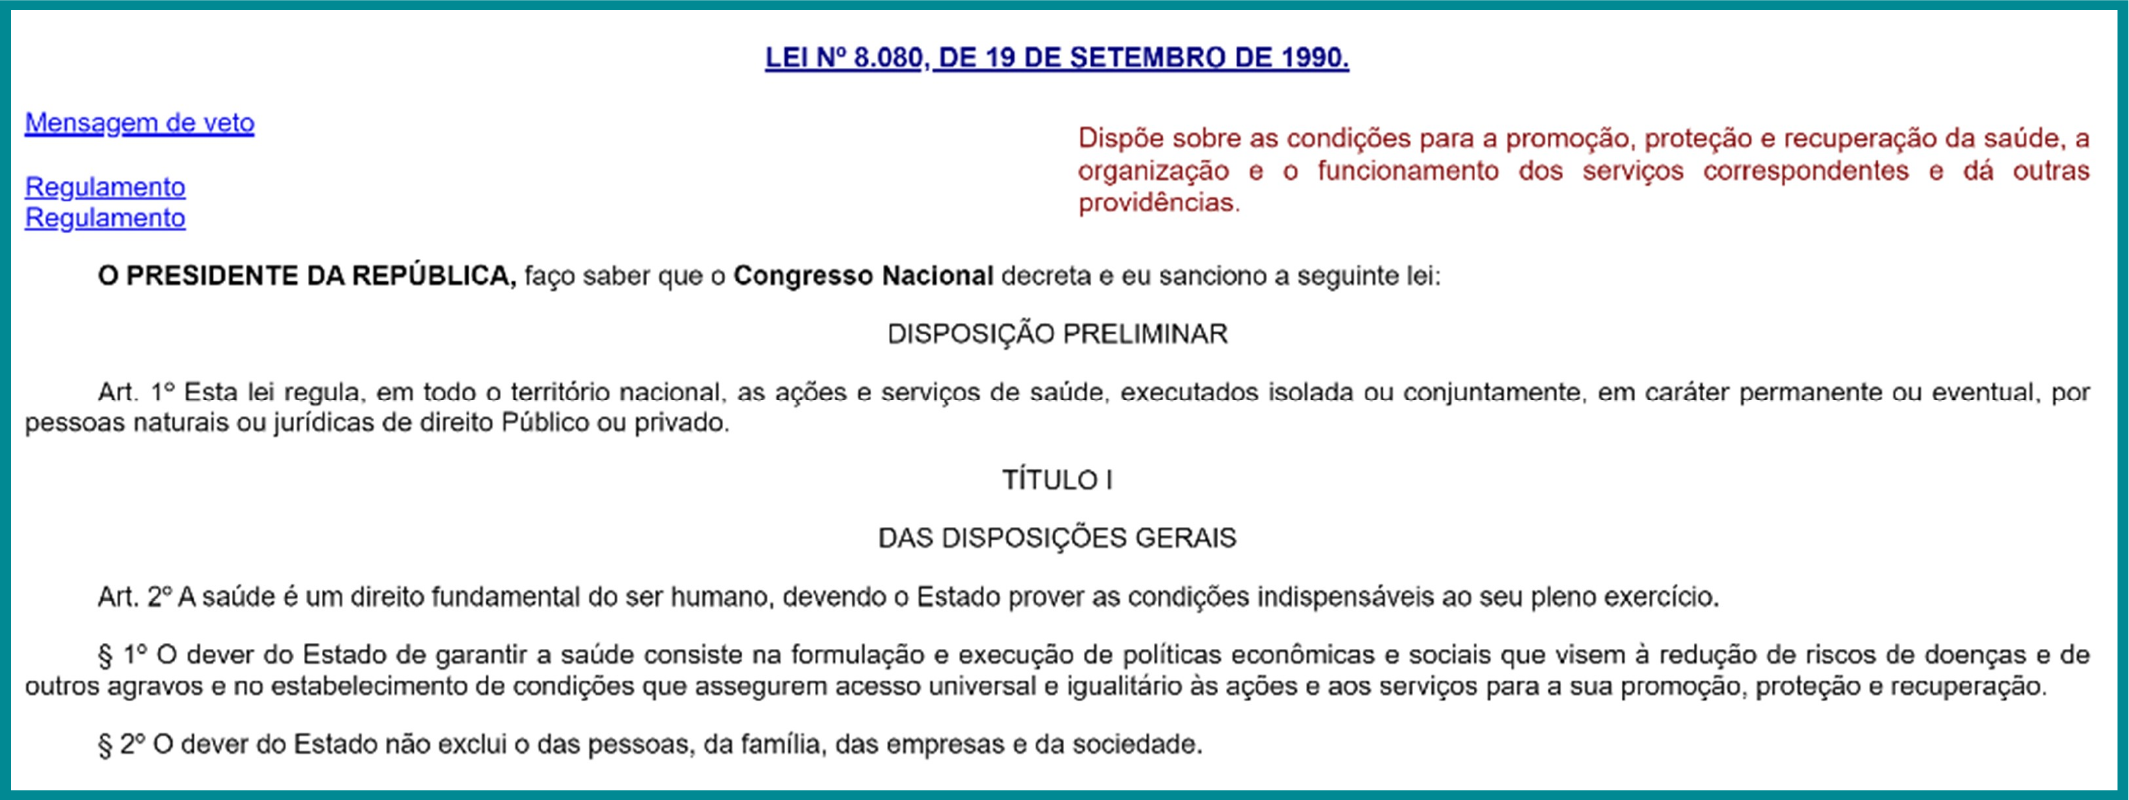 LEI Nº 8.080, DE 19 DE SETEMBRO DE 1990.
Mensagem de veto
Regulamento
Regulamento
Dispõe sobre as condições para a promoção, proteção e recuperação da saúde, a
organização e o funcionamento dos serviços correspondentes e dá outras
providências.
O PRESIDENTE DA REPÚBLICA, faço saber que o Congresso Nacional decreta e eu sanciono a seguinte lei:
DISPOSIÇÃO PRELIMINAR
Art. 1º Esta lei regula, em todo o território nacional, as ações e serviços de saúde, executados isolada ou conjuntamente, em caráter permanente ou eventual, por
pessoas naturais ou jurídicas de direito Público ou privado.
TÍTULO I
DAS DISPOSIÇÕES GERAIS
Art. 2º A saúde é um direito fundamental do ser humano, devendo o Estado prover as condições indispensáveis ao seu pleno exercício.
§ 1º O dever do Estado de garantir a saúde consiste na formulação e execução de políticas econômicas e sociais que visem à redução de riscos de doenças e de
outros agravos e no estabelecimento de condições que assegurem acesso universal e igualitário às ações e aos serviços para a sua promoção, proteção e recuperação.
§ 2º O dever do Estado não exclui o das pessoas, da família, das empresas e da sociedade.